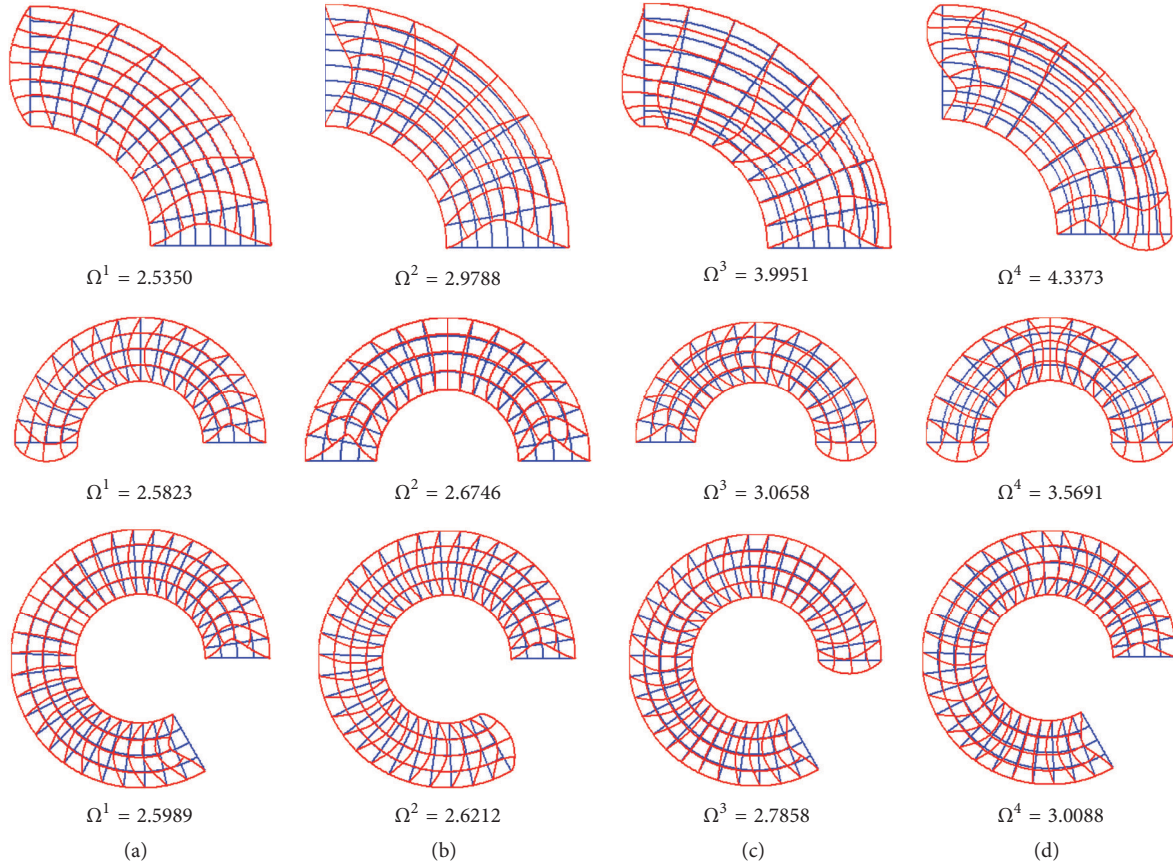 Ω¹ = 2.5350
Ω² = 2.9788
Ω³ = 3.9951
Ω⁴ = 4.3373
Ω¹ = 2.5823
Ω² = 2.6746
Ω³ = 3.0658
Ω⁴ = 3.5691
Ω¹ = 2.5989
Ω² = 2.6212
Ω³ = 2.7858
Ω⁴ = 3.0088
(a)
(b)
(c)
(d)